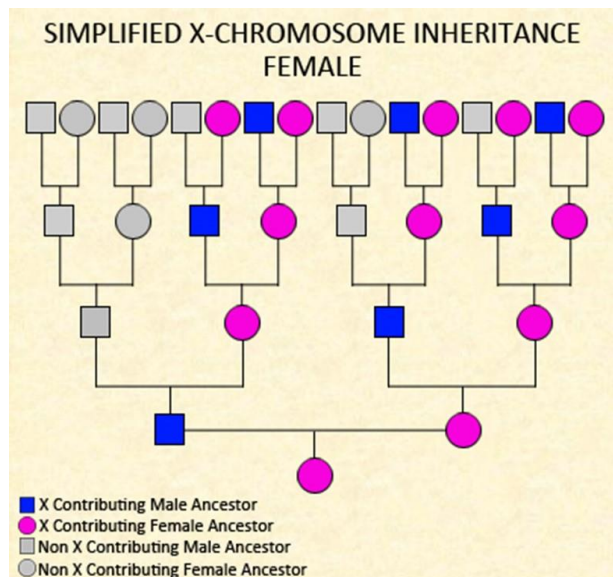 SIMPLIFIED X-CHROMOSOME INHERITANCE
FEMALE
X Contributing Male Ancestor
X Contributing Female Ancestor
Non X Contributing Male Ancestor
Non X Contributing Female Ancestor